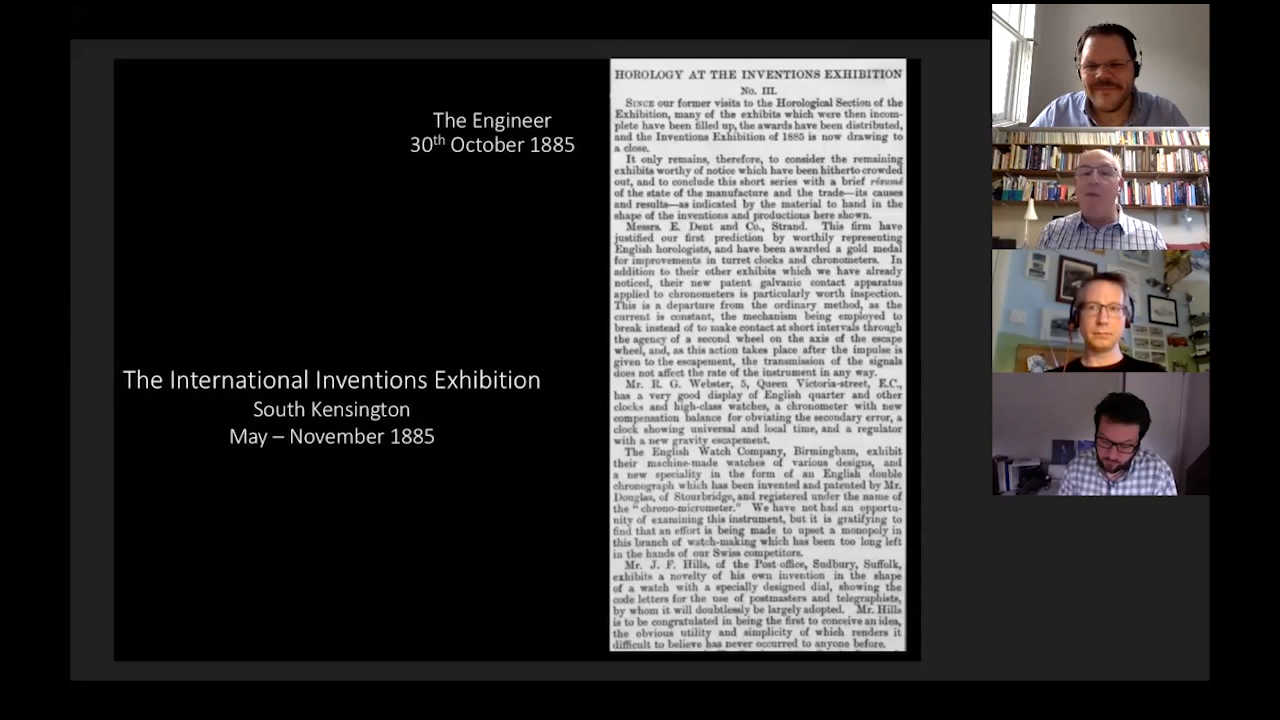 The Engineer
30th October 1885
The International Inventions Exhibition
South Kensington
May – November 1885
HOROLOGY AT THE INVENTIONS EXHIBITION
No. III.
SINCE our former visits to the Horological Section of the
Exhibition, many of the exhibits which were then incom-
plete have been filled up, the awards have been distributed,
and the Inventions Exhibition of 1885 is now drawing to
a close.
It only remains, therefore, to consider the remaining
exhibits worthy of notice which have been hitherto crowded
out, and to conclude this short series with a brief résumé
of the state of the manufacture and the trade—its causes
and results—as indicated by the material to hand in the
shape of the inventions and productions here shown.
Messrs. E. Dent and Co., Strand. This firm have
justified our first prediction by worthily representing
English horologists, and have been awarded a gold medal
for improvements in turret clocks and chronometers. In
addition to their other exhibits which we have already
noticed, their new patent galvanic contact apparatus
applied to chronometers is particularly worth inspection.
This is a departure from the ordinary method, as the
current is constant, the mechanism being employed to
break instead of to make contact at short intervals through
the agency of a second wheel on the axis of the escape
wheel, and, as this action takes place after the impulse is
given to the escapement, the transmission of the signals
does not affect the rate of the instrument in any way.
Mr. R. G. Webster, 5, Queen Victoria-street, E.C.,
has a very good display of English quarter and other
clocks and high-class watches, a chronometer with new
compensation balance for obviating the secondary error, a
clock showing universal and local time, and a regulator
with a new gravity escapement.
The English Watch Company, Birmingham, exhibit
their machine-made watches of various designs, and
a new speciality in the form of an English double
chronograph which has been invented and patented by Mr.
Douglas, of Stourbridge, and registered under the name of
the "chrono-micrometer." We have not had an opportu-
nity of examining this instrument, but it is gratifying to
find that an effort is being made to upset a monopoly in
this branch of watch-making which has been too long left
in the hands of our Swiss competitors.
Mr. J. F. Hills, of the Post-office, Sudbury, Suffolk,
exhibits a novelty of his own invention in the shape
of a watch with a specially designed dial, showing the
code letters for the use of postmasters and telegraphists,
by whom it will doubtlessly be largely adopted. Mr. Hills
is to be congratulated in being the first to conceive an idea,
the obvious utility and simplicity of which renders it
difficult to believe has never occurred to anyone before.